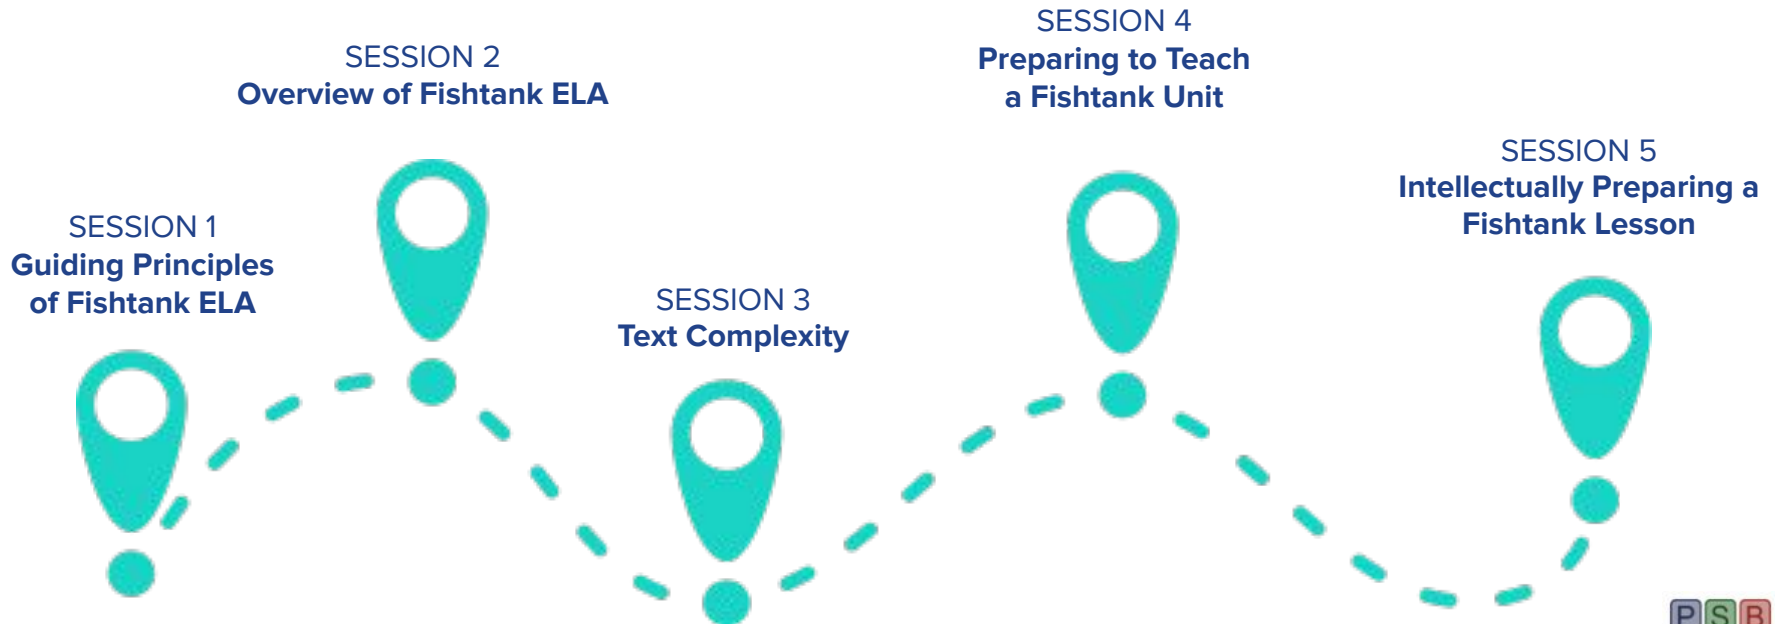 SESSION 1
Guiding Principles
of Fishtank ELA
SESSION 2
Overview of Fishtank ELA
SESSION 3
Text Complexity
SESSION 4
Preparing to Teach
a Fishtank Unit
SESSION 5
Intellectually Preparing a
Fishtank Lesson
PSB